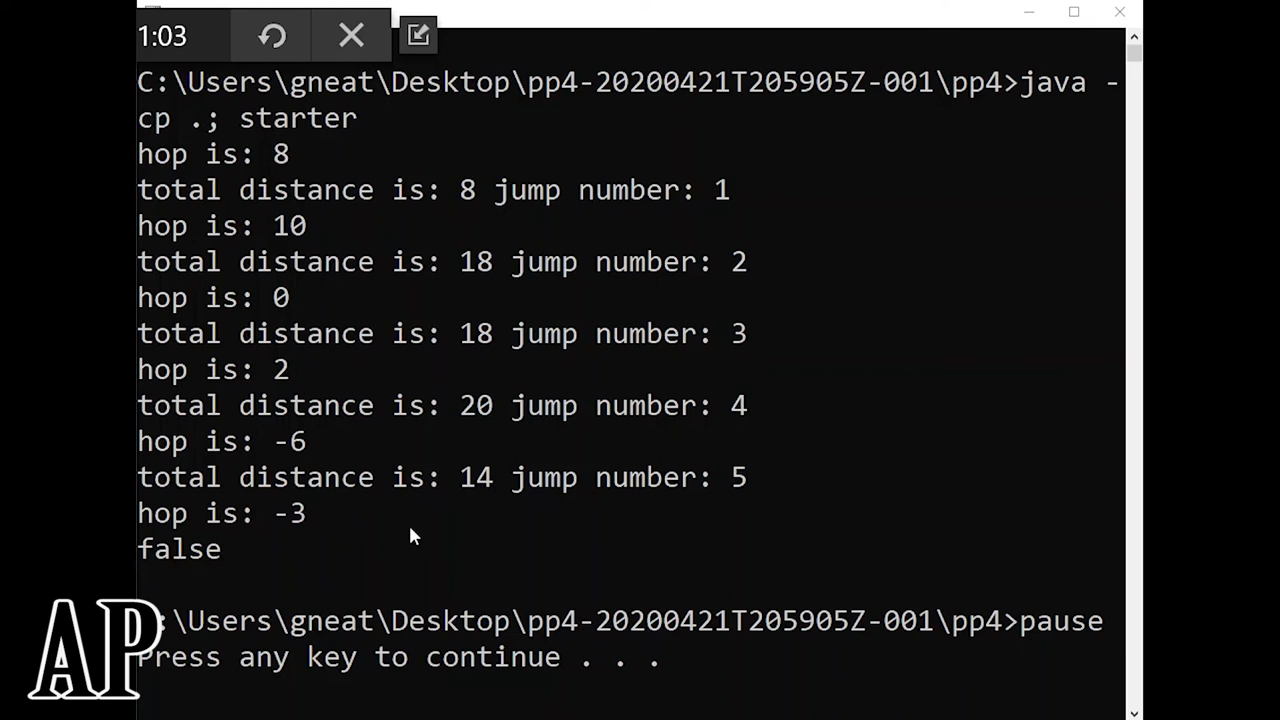 1:03
C:\Users\gneat\Desktop\pp4-20200421T205905Z-001\pp4>java -
cp .; starter
hop is: 8
total distance is: 8 jump number: 1
hop is: 10
total distance is: 18 jump number: 2
hop is: 0
total distance is: 18 jump number: 3
hop is: 2
total distance is: 20 jump number: 4
hop is: -6
total distance is: 14 jump number: 5
hop is: -3
false
:\Users\gneat\Desktop\pp4-20200421T205905Z-001\pp4>pause
Press any key to continue . . .
AP